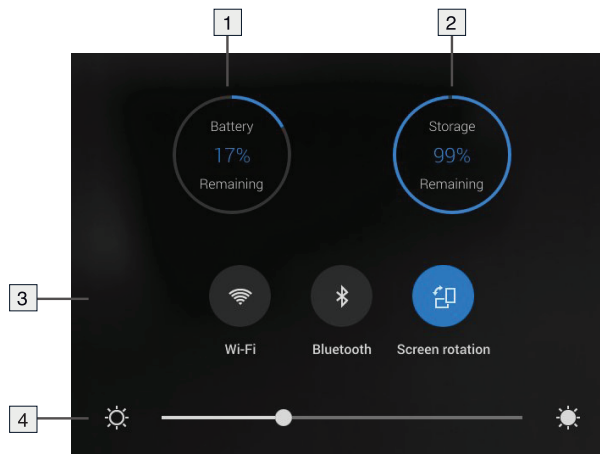 1
2
Battery
17%
Remaining
Storage
99%
Remaining
3
Wi-Fi
Bluetooth
Screen rotation
4